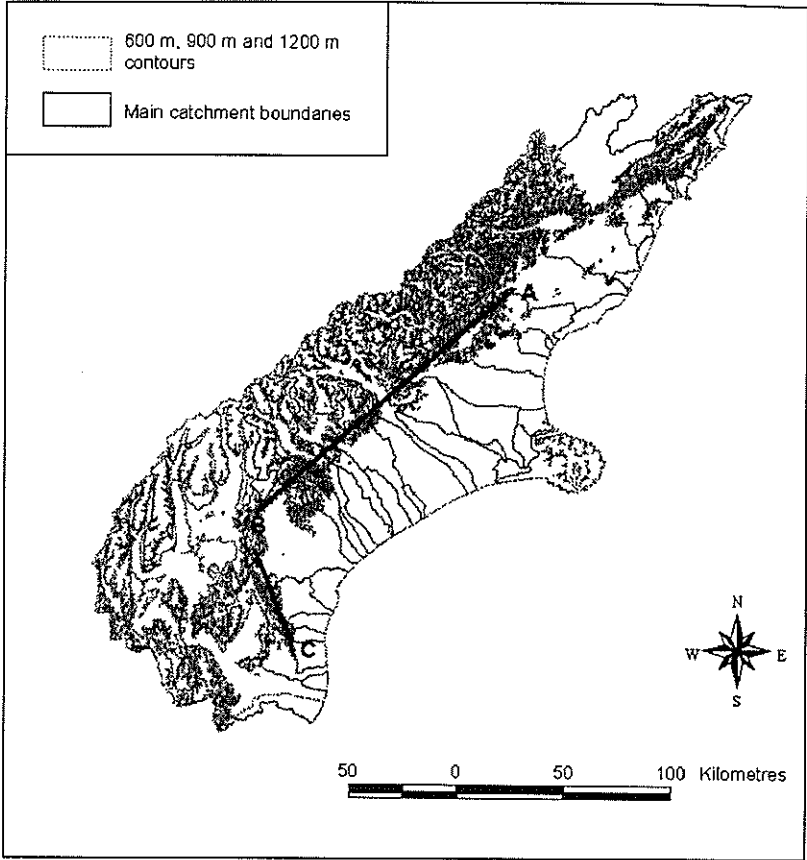 600 m, 900 m and 1200 m
contours
Main catchment boundaries
A
B
C
N
W E
S
50 0 50 100 Kilometres